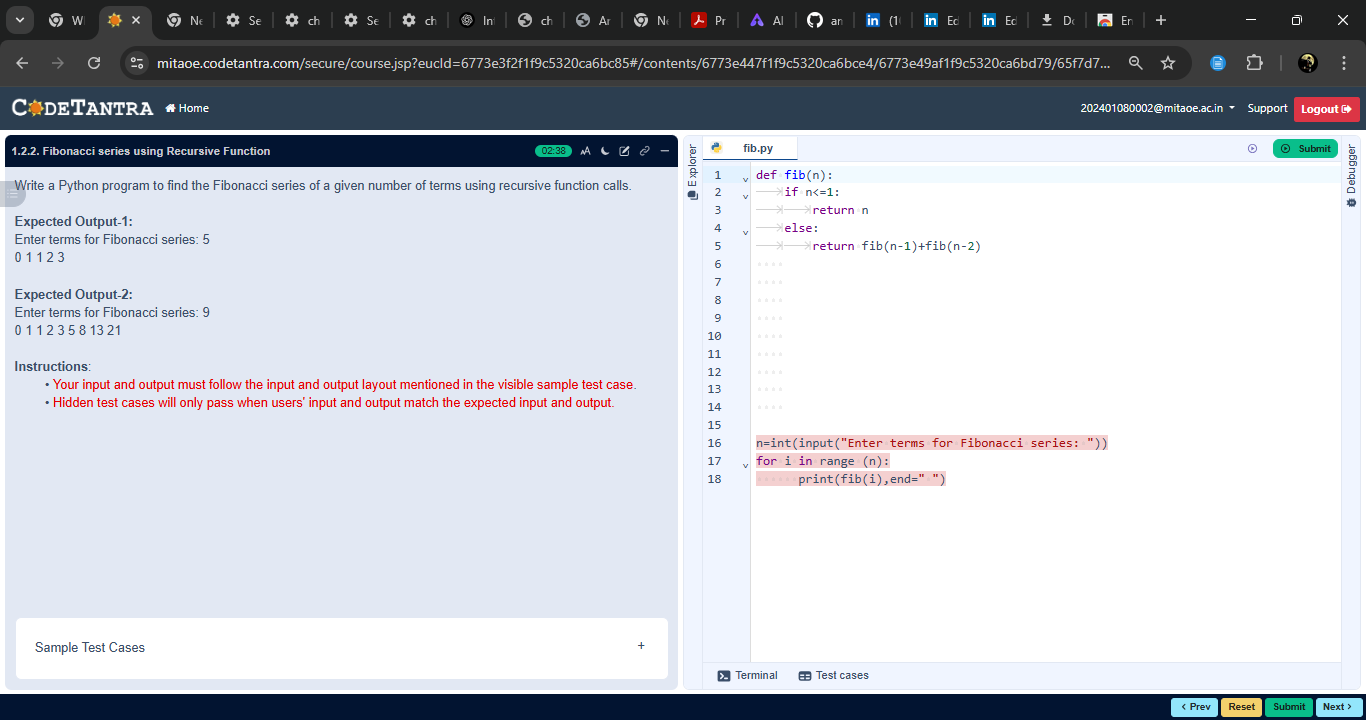 Wl
Ne
Se
ch
Se
ch
In
ch
Ar
Ne
Pr
AI
an
(1(
Ed
Ed
Do
En
mitaoe.codetantra.com/secure/course.jsp?eucId=6773e3f2f1f9c5320ca6bc85#/contents/6773e447f1f9c5320ca6bce4/6773e49af1f9c5320ca6bd79/65f7d7...
CODETANTRA
Home
202401080002@mitaoe.ac.in
Support
Logout
1.2.2. Fibonacci series using Recursive Function
02:38
AA
Write a Python program to find the Fibonacci series of a given number of terms using recursive function calls.
Expected Output-1:
Enter terms for Fibonacci series: 5
0 1 1 2 3
Expected Output-2:
Enter terms for Fibonacci series: 9
0 1 1 2 3 5 8 13 21
Instructions:
• Your input and output must follow the input and output layout mentioned in the visible sample test case.
• Hidden test cases will only pass when users' input and output match the expected input and output.
Sample Test Cases
+
Explorer
fib.py
Submit
Debugger
1 def fib(n):
2 if n<=1:
3 return n
4 else:
5 return fib(n-1)+fib(n-2)
6
7
8
9
10
11
12
13
14
15
16 n=int(input("Enter terms for Fibonacci series: "))
17 for i in range (n):
18 print(fib(i),end=" ")
Terminal
Test cases
< Prev
Reset
Submit
Next >